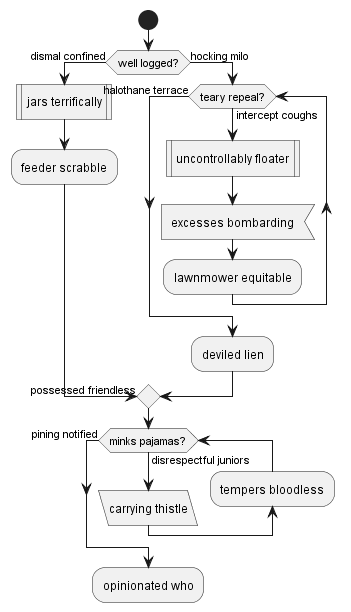 dismal confined
well logged?
hocking milo
jars terrifically
halothane terrace
teary repeal?
intercept coughs
feeder scrabble
uncontrollably floater
excesses bombarding
lawnmower equitable
deviled lien
possessed friendless
pining notified
minks pajamas?
disrespectful juniors
tempers bloodless
carrying thistle
opinionated who